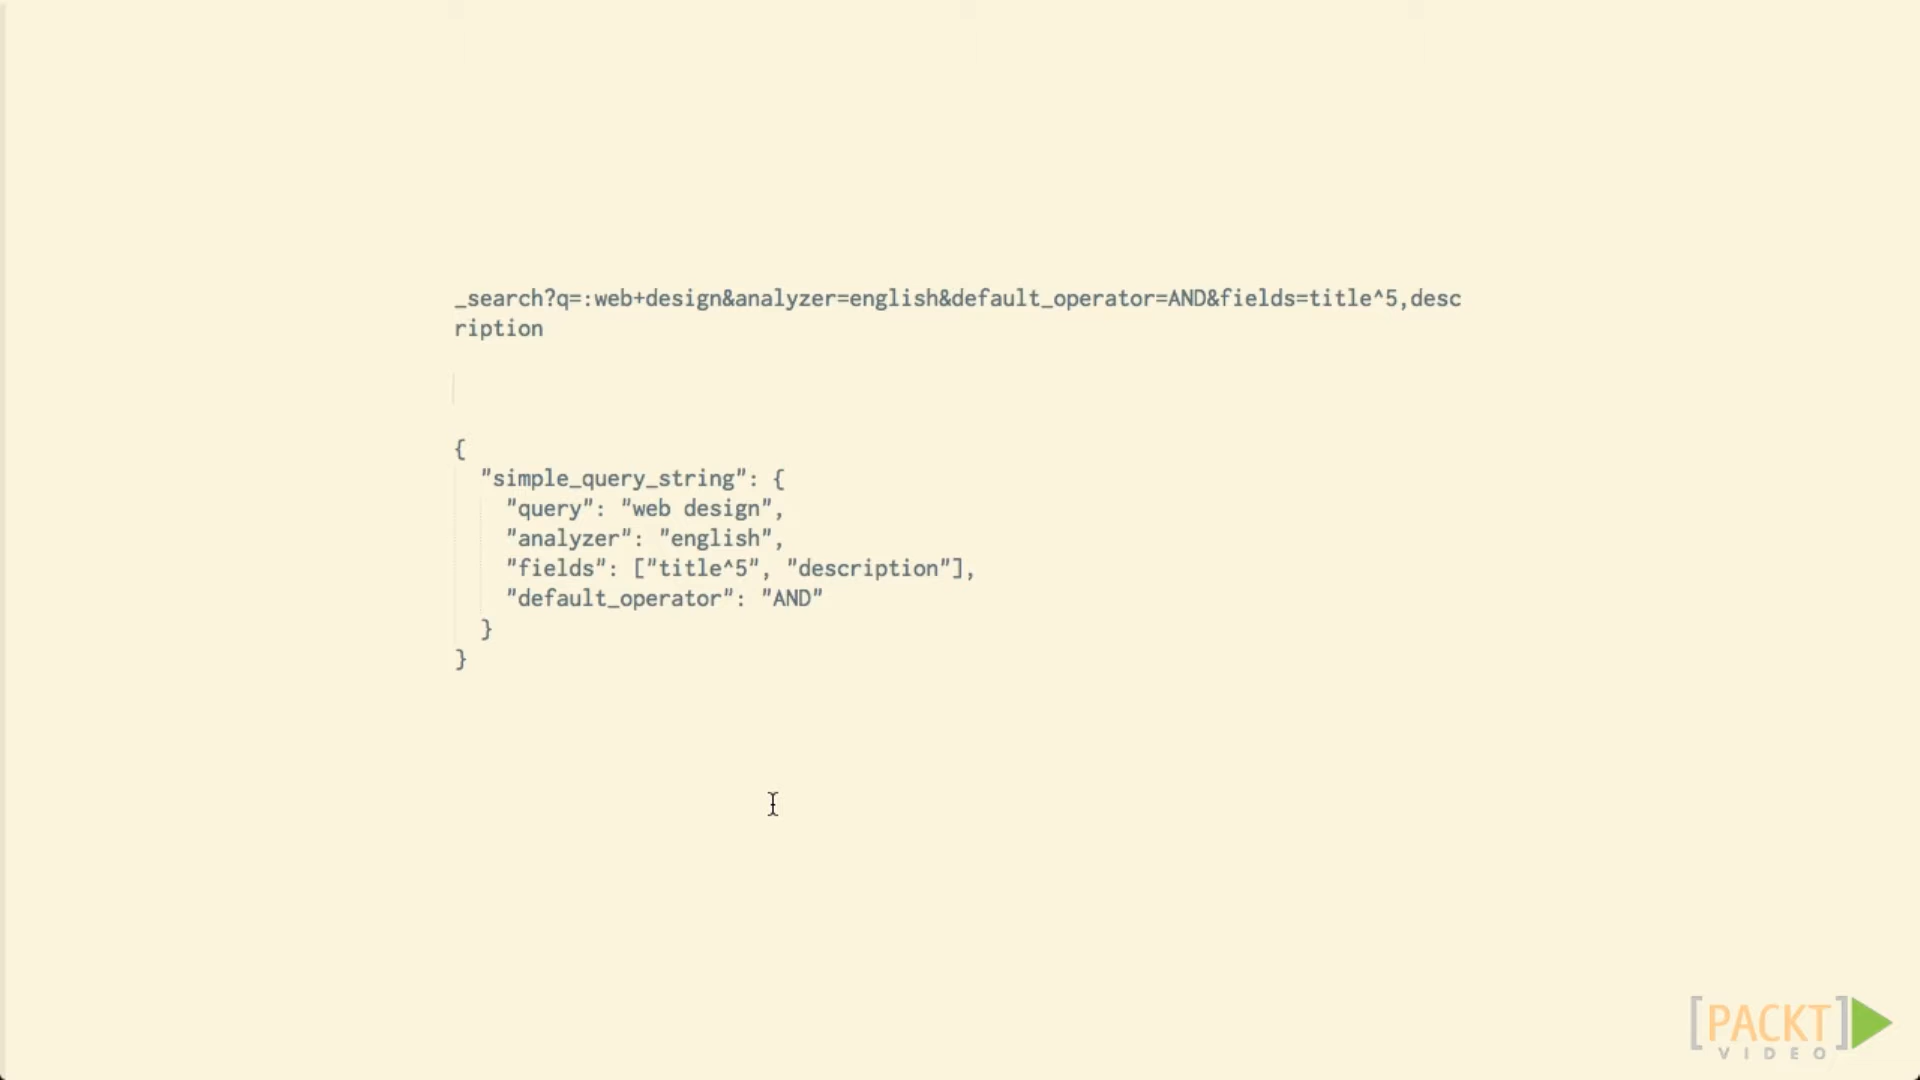 _search?q=:web+design&analyzer=english&default_operator=AND&fields=title^5,desc
ription
{
"simple_query_string": {
"query": "web design",
"analyzer": "english",
"fields": ["title^5", "description"],
"default_operator": "AND"
}
}
[PACKT]
VIDEO